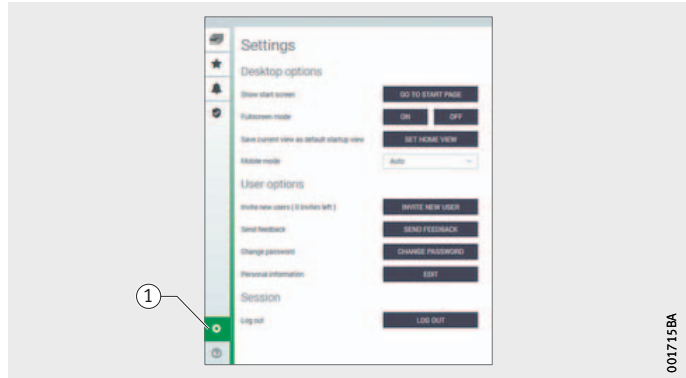 Settings
Desktop options
Show start screen GO TO START PAGE
Fullscreen mode ON OFF
Save current view as default startup view SET HOME VIEW
Mobile mode Auto
User options
Invite new users ( 0 invites left ) INVITE NEW USER
Send feedback SEND FEEDBACK
Change password CHANGE PASSWORD
Personal information EDIT
Session
Log out LOG OUT
1
001715BA